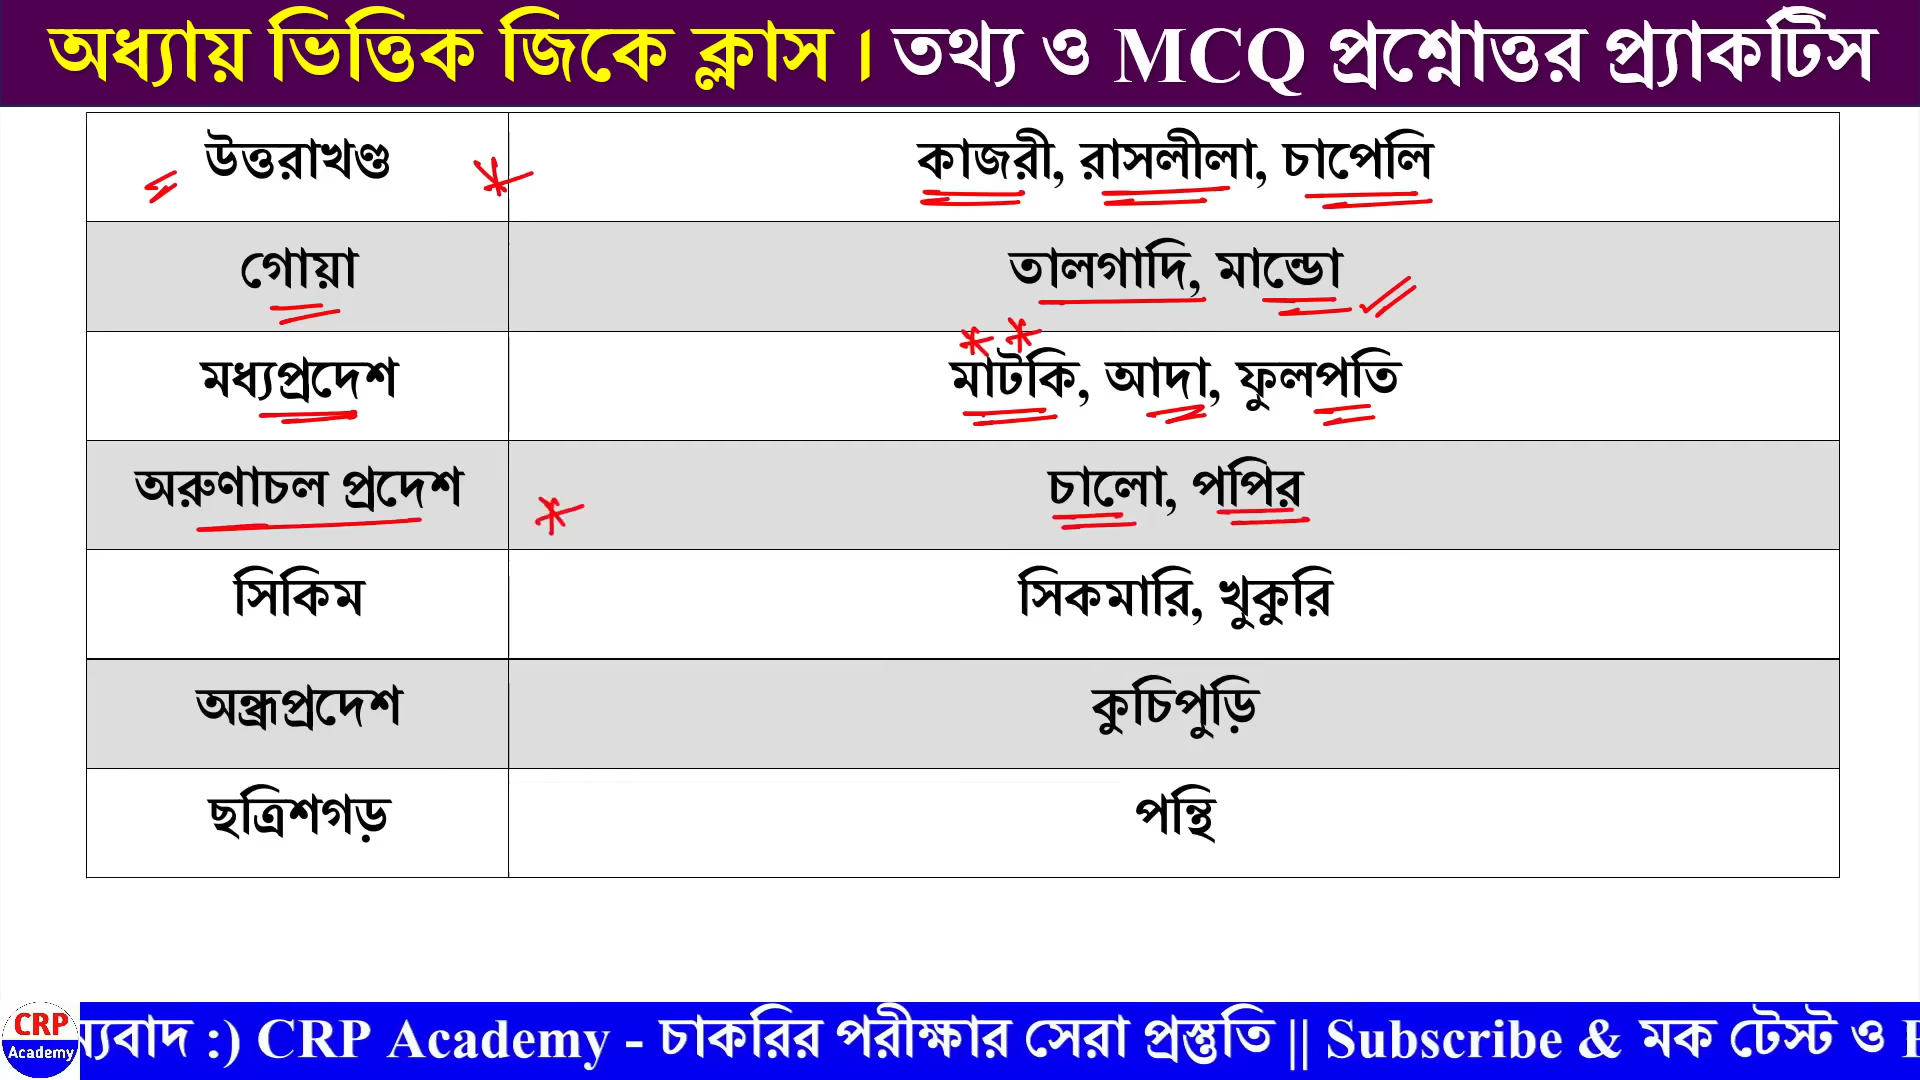 অধ্যায় ভিত্তিক জিকে ক্লাস । তথ্য ও MCQ প্রশ্নোত্তর প্র্যাকটিস
উত্তরাখণ্ড কাজরী, রাসলীলা, চাপেলি
গোয়া তালগাদি, মান্ডো
মধ্যপ্রদেশ মাটকি, আদা, ফুলপতি
অরুণাচল প্রদেশ চালো, পপির
সিকিম সিকমারি, খুকুরি
অন্ধ্রপ্রদেশ কুচিপুড়ি
ছত্রিশগড় পন্থি
CRP
Academy
ন্যবাদ :) CRP Academy - চাকরির পরীক্ষার সেরা প্রস্তুতি || Subscribe & মক টেস্ট ও